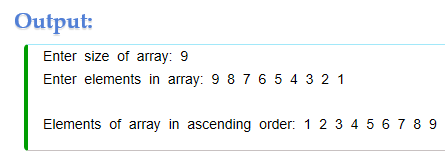 Output:
Enter size of array: 9
Enter elements in array: 9 8 7 6 5 4 3 2 1
Elements of array in ascending order: 1 2 3 4 5 6 7 8 9